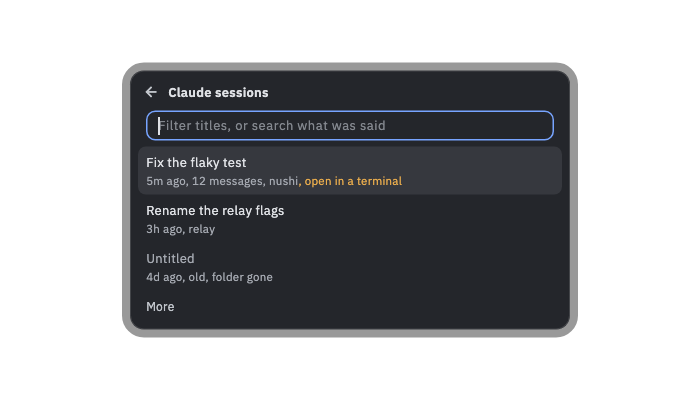 Claude sessions
Filter titles, or search what was said
Fix the flaky test
5m ago, 12 messages, nushi, open in a terminal
Rename the relay flags
3h ago, relay
Untitled
4d ago, old, folder gone
More